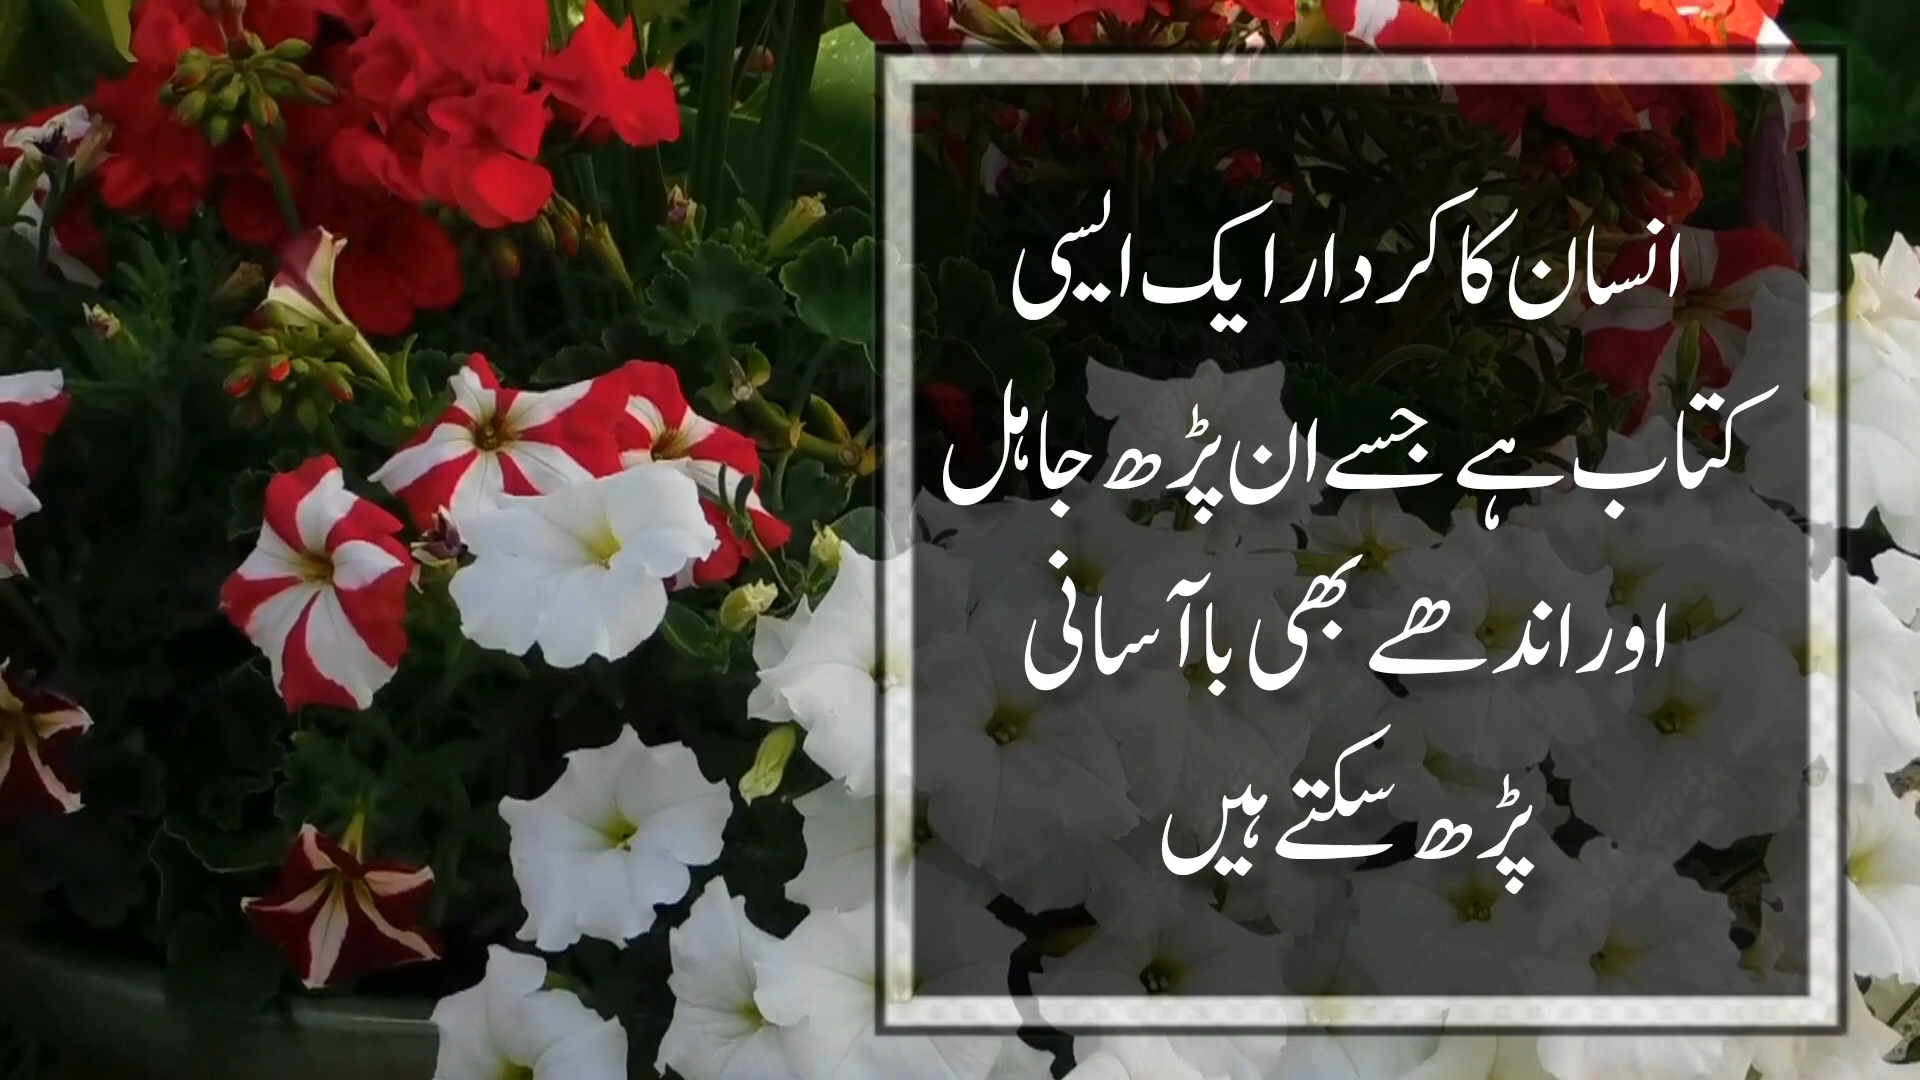 انسان کا کردار ایک ایسی
کتاب ہے جسے ان پڑھ جاہل
اور اندھے بھی باآسانی
پڑھ سکتے ہیں